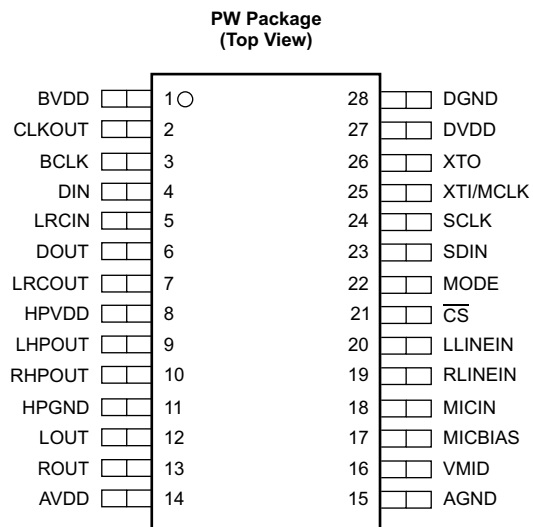 PW Package
(Top View)
BVDD 1 28 DGND
CLKOUT 2 27 DVDD
BCLK 3 26 XTO
DIN 4 25 XTI/MCLK
LRCIN 5 24 SCLK
DOUT 6 23 SDIN
LRCOUT 7 22 MODE
HPVDD 8 21 C̅S̅
LHPOUT 9 20 LLINEIN
RHPOUT 10 19 RLINEIN
HPGND 11 18 MICIN
LOUT 12 17 MICBIAS
ROUT 13 16 VMID
AVDD 14 15 AGND